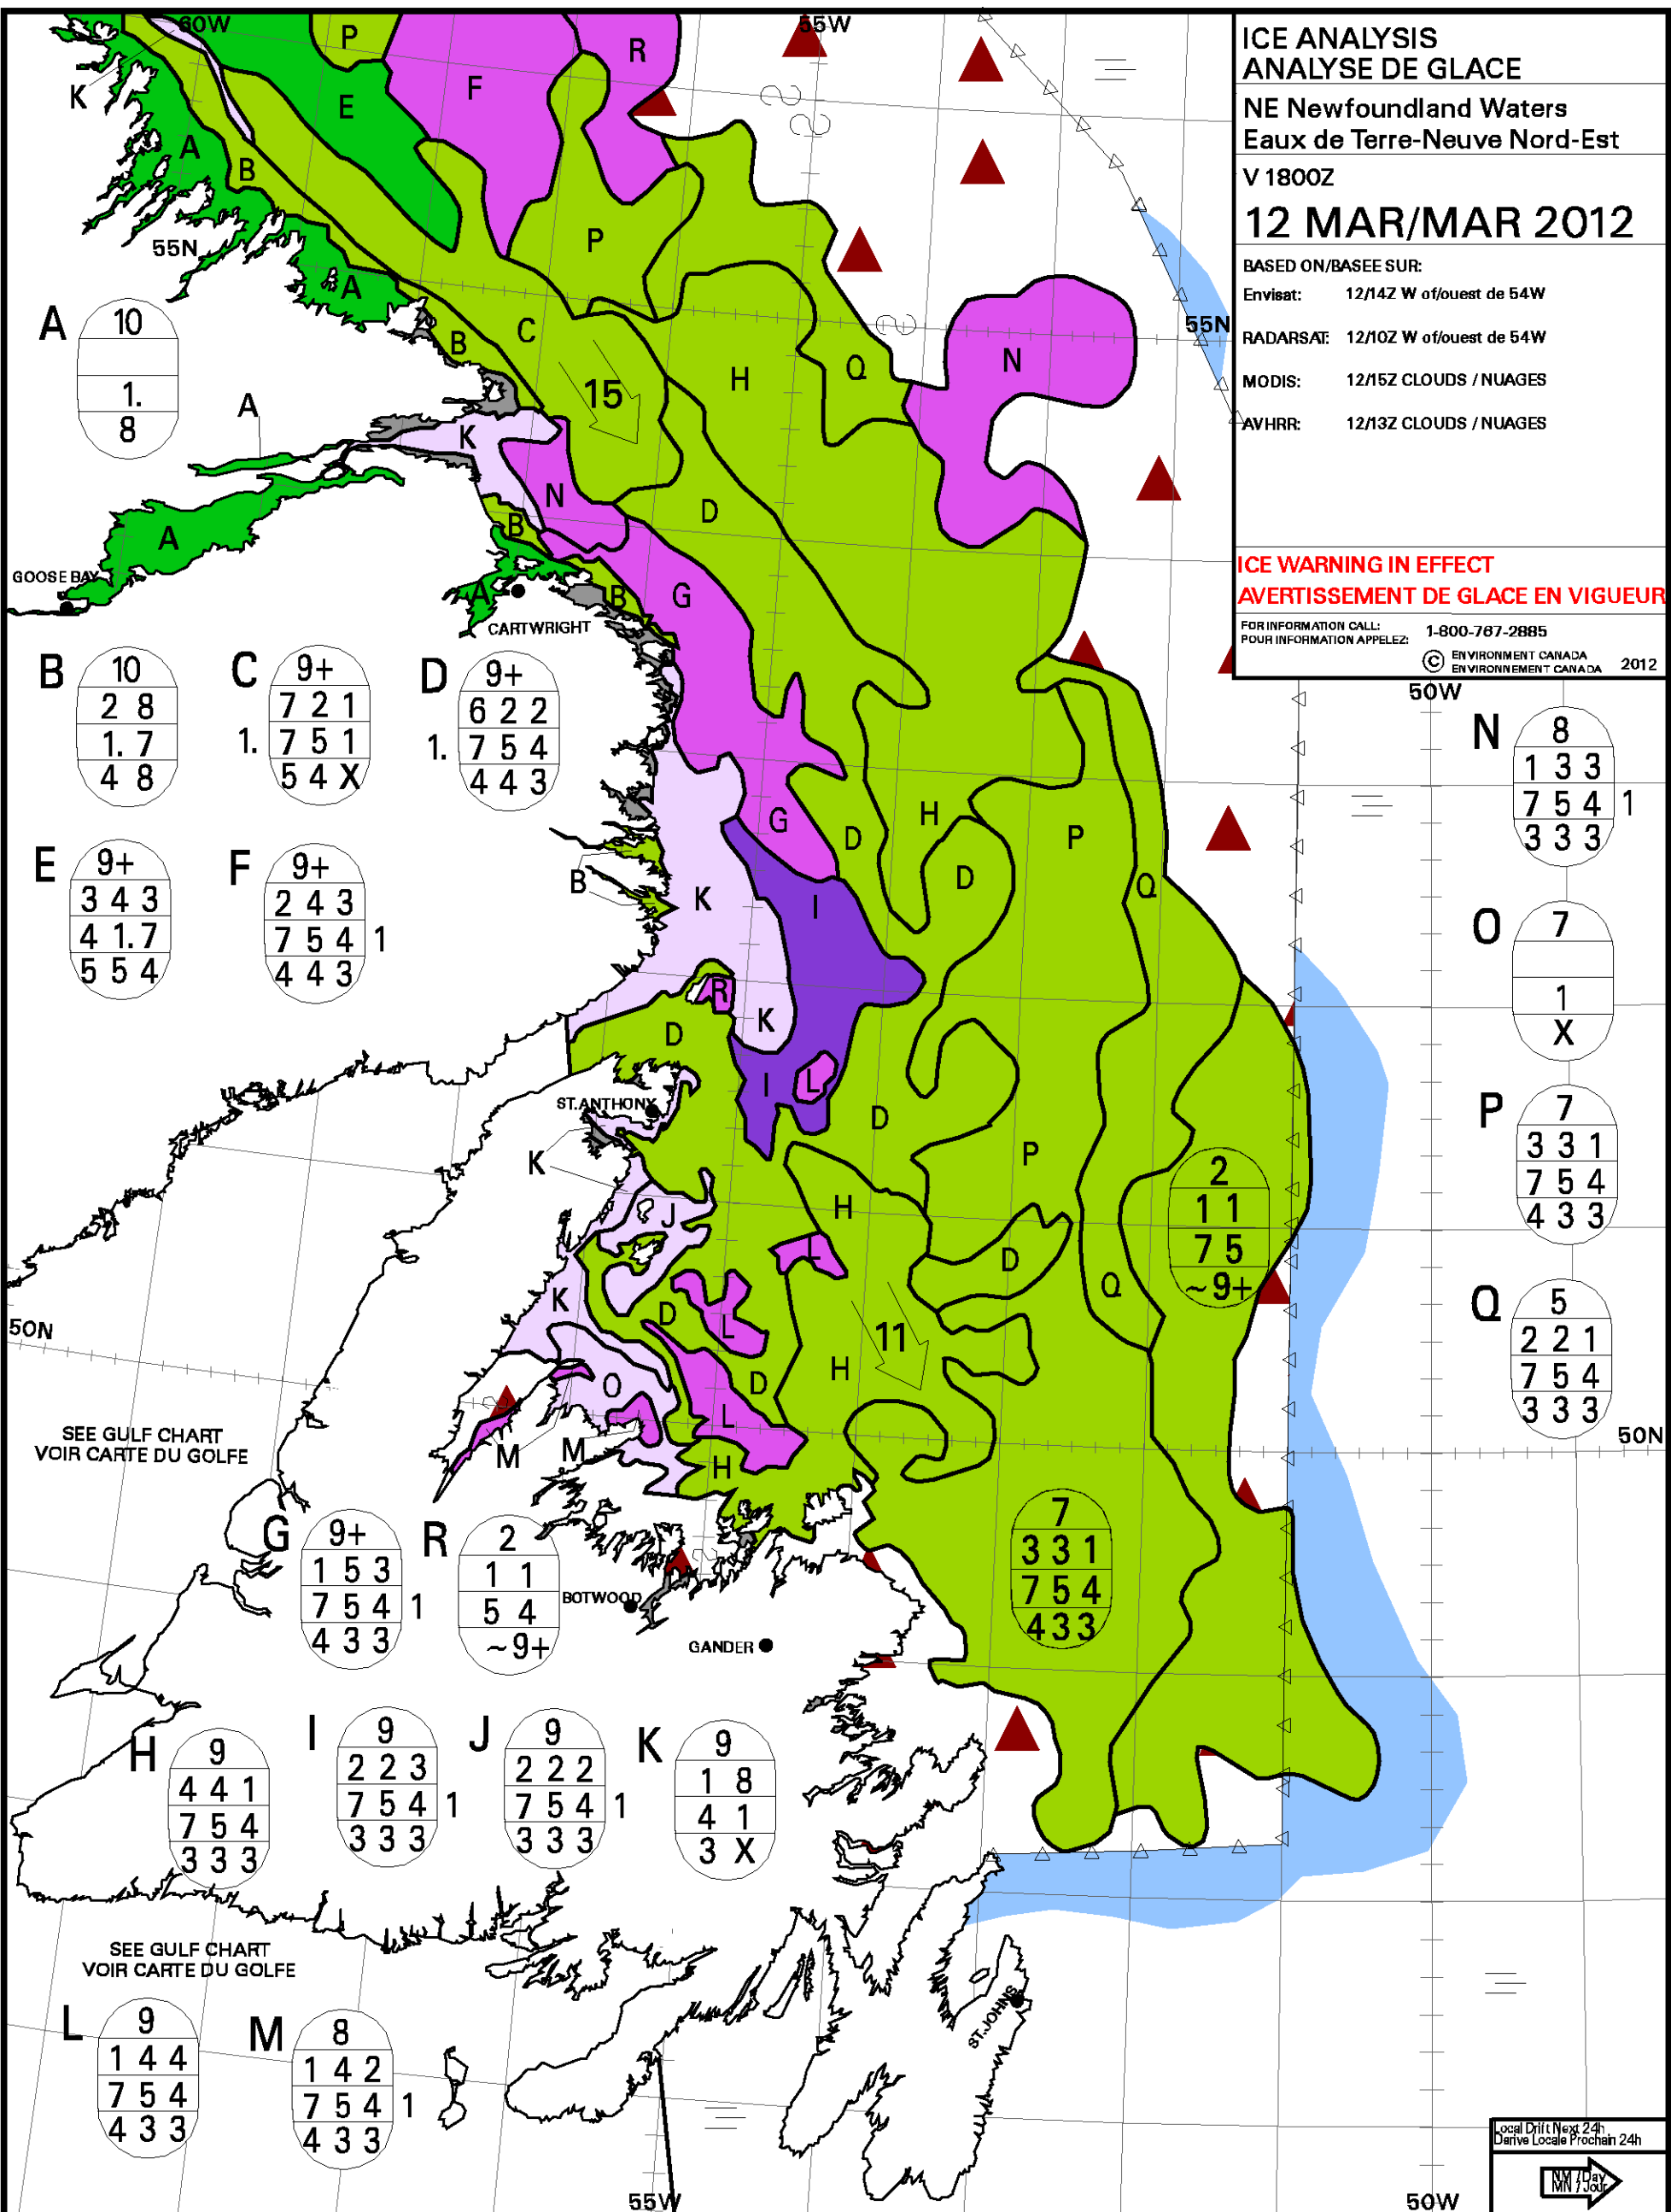 60W
55W
ICE ANALYSIS
ANALYSE DE GLACE
NE Newfoundland Waters
Eaux de Terre-Neuve Nord-Est
V 1800Z
12 MAR/MAR 2012
BASED ON/BASEE SUR:
Envisat: 12/14Z W of/ouest de 54W
RADARSAT: 12/10Z W of/ouest de 54W
MODIS: 12/15Z CLOUDS / NUAGES
AVHRR: 12/13Z CLOUDS / NUAGES
ICE WARNING IN EFFECT
AVERTISSEMENT DE GLACE EN VIGUEUR
FOR INFORMATION CALL:
POUR INFORMATION APPELEZ: 1-800-767-2885
© ENVIRONMENT CANADA
ENVIRONNEMENT CANADA 2012
P
R
F
K
E
A
B
P
55N
A
B
C
15
H
Q
N
55N
A
10
1.
8
A
K
N
D
A
B
GOOSE BAY
A
B
G
CARTWRIGHT
B
10
2 8
1. 7
4 8
C
9+
7 2 1
1. 7 5 1
5 4 X
D
9+
6 2 2
1. 7 5 4
4 4 3
50W
N
8
1 3 3
7 5 4 1
3 3 3
E
9+
3 4 3
4 1. 7
5 5 4
F
9+
2 4 3
7 5 4 1
4 4 3
B
K
G
D
H
D
P
Q
I
O
7
1
X
R
K
D
I
L
D
ST.ANTHONY
K
P
P
7
3 3 1
7 5 4
4 3 3
2
1 1
7 5
~9+
J
H
L
D
Q
K
D
L
50N
11
H
D
O
L
M
M
H
Q
5
2 2 1
7 5 4
3 3 3
50N
SEE GULF CHART
VOIR CARTE DU GOLFE
G
9+
1 5 3
7 5 4 1
4 3 3
R
2
1 1
5 4
~9+
7
3 3 1
7 5 4
4 3 3
BOTWOOD
GANDER
H
9
4 4 1
7 5 4
3 3 3
I
9
2 2 3
7 5 4 1
3 3 3
J
9
2 2 2
7 5 4 1
3 3 3
K
9
1 8
4 1
3 X
SEE GULF CHART
VOIR CARTE DU GOLFE
ST.JOHNS
L
9
1 4 4
7 5 4
4 3 3
M
8
1 4 2
7 5 4 1
4 3 3
Local Drift Next 24h
Derive Locale Prochain 24h
NM / Day
MN / Jour
55W
50W